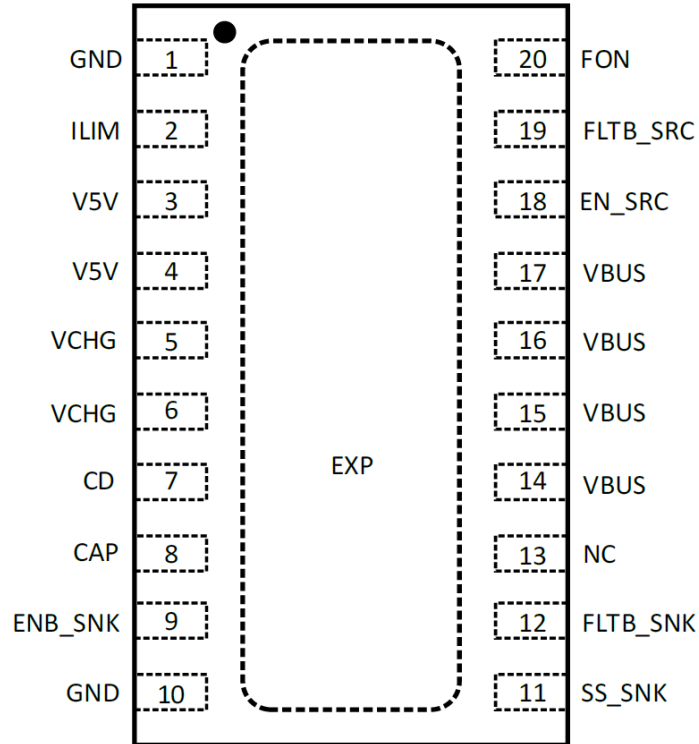 GND 1 20 FON
ILIM 2 19 FLTB_SRC
V5V 3 18 EN_SRC
V5V 4 17 VBUS
VCHG 5 16 VBUS
VCHG 6 15 VBUS
EXP
CD 7 14 VBUS
CAP 8 13 NC
ENB_SNK 9 12 FLTB_SNK
GND 10 11 SS_SNK